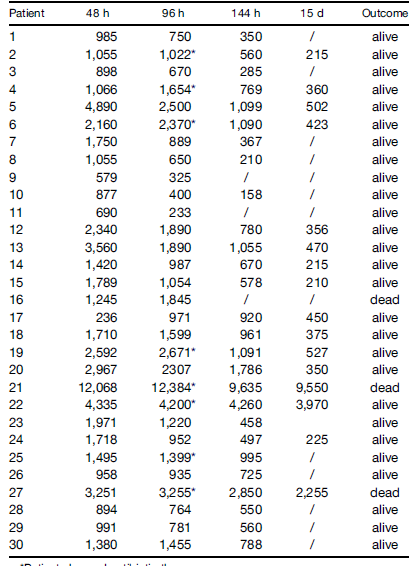 Patient 48 h 96 h 144 h 15 d Outcome
1 985 750 350 / alive
2 1,055 1,022* 560 215 alive
3 898 670 285 / alive
4 1,066 1,654* 769 360 alive
5 4,890 2,500 1,099 502 alive
6 2,160 2,370* 1,090 423 alive
7 1,750 889 367 / alive
8 1,055 650 210 / alive
9 579 325 / / alive
10 877 400 158 / alive
11 690 233 / / alive
12 2,340 1,890 780 356 alive
13 3,560 1,890 1,055 470 alive
14 1,420 987 670 215 alive
15 1,789 1,054 578 210 alive
16 1,245 1,845 / / dead
17 236 971 920 450 alive
18 1,710 1,599 961 375 alive
19 2,592 2,671* 1,091 527 alive
20 2,967 2307 1,786 350 alive
21 12,068 12,384* 9,635 9,550 dead
22 4,335 4,200* 4,260 3,970 alive
23 1,971 1,220 458 alive
24 1,718 952 497 225 alive
25 1,495 1,399* 995 / alive
26 958 935 725 / alive
27 3,251 3,255* 2,850 2,255 dead
28 894 764 550 / alive
29 991 781 560 / alive
30 1,380 1,455 788 / alive